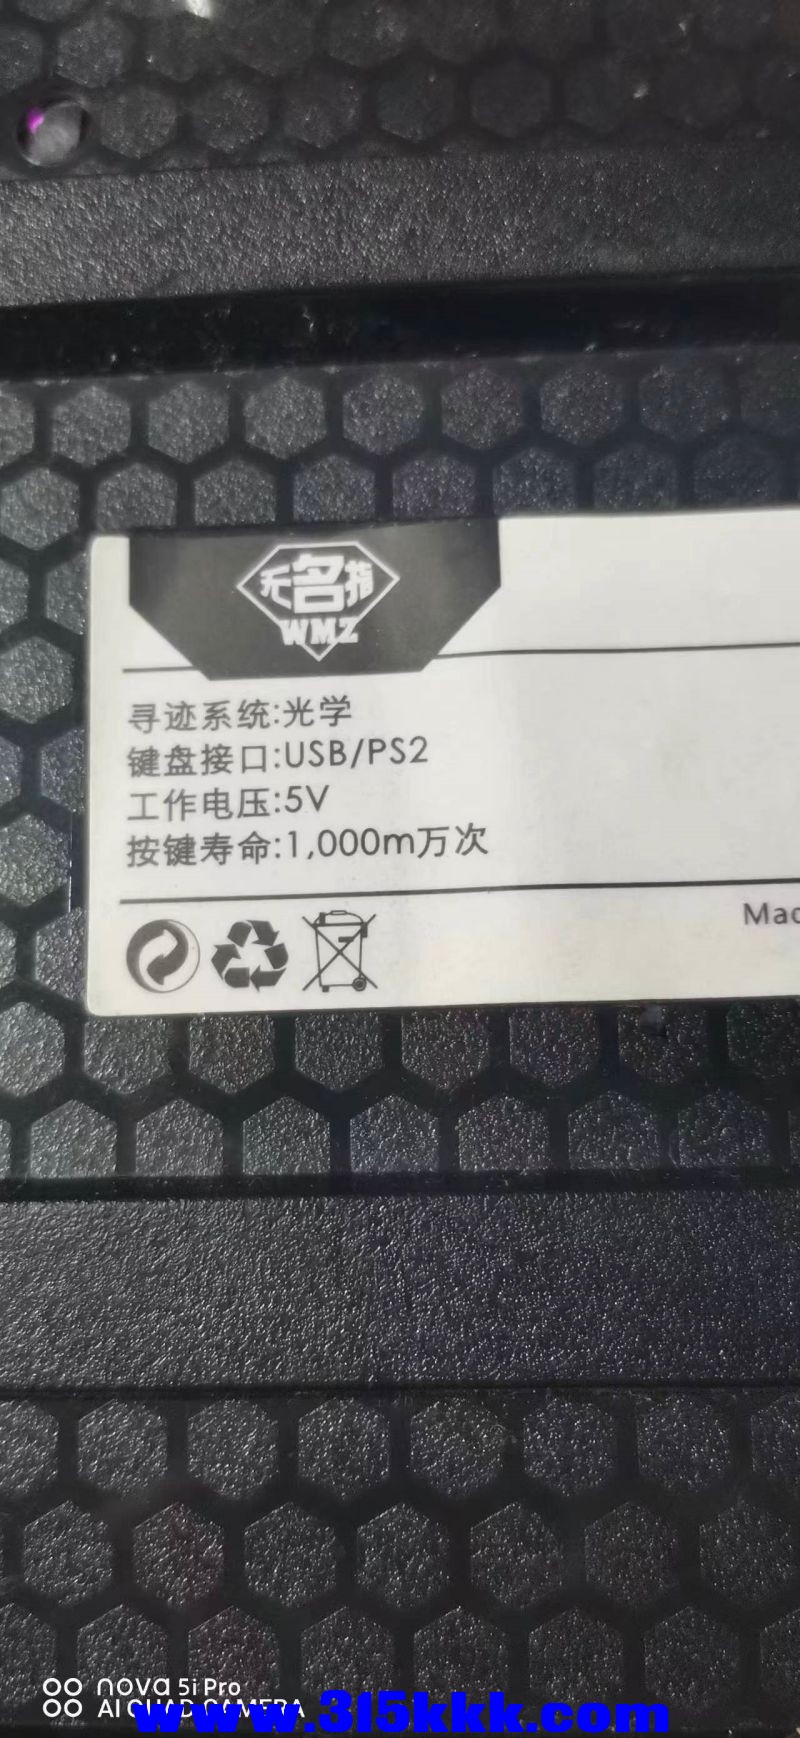 无名指
WMZ
寻迹系统:光学
键盘接口:USB/PS2
工作电压:5V
按键寿命:1,000m万次
Mad
nova 5i Pro
AI QUAD CAMERA
www.315kkk.com